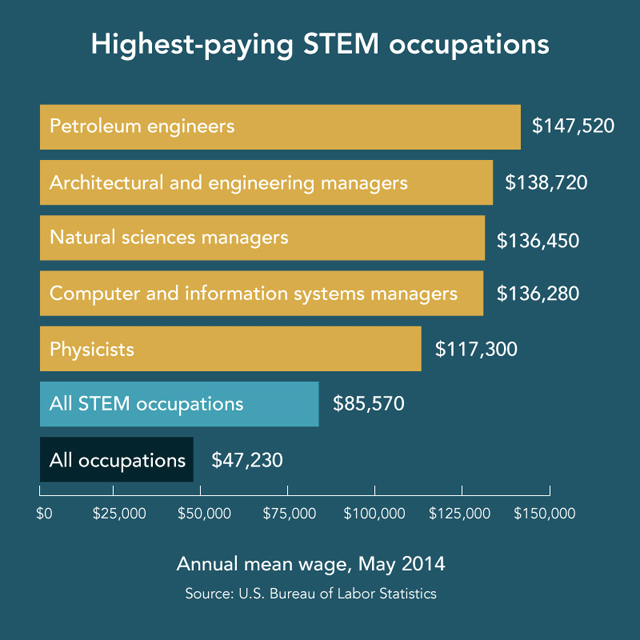 Highest-paying STEM occupations
Petroleum engineers $147,520
Architectural and engineering managers $138,720
Natural sciences managers $136,450
Computer and information systems managers $136,280
Physicists $117,300
All STEM occupations $85,570
All occupations $47,230
$0 $25,000 $50,000 $75,000 $100,000 $125,000 $150,000
Annual mean wage, May 2014
Source: U.S. Bureau of Labor Statistics